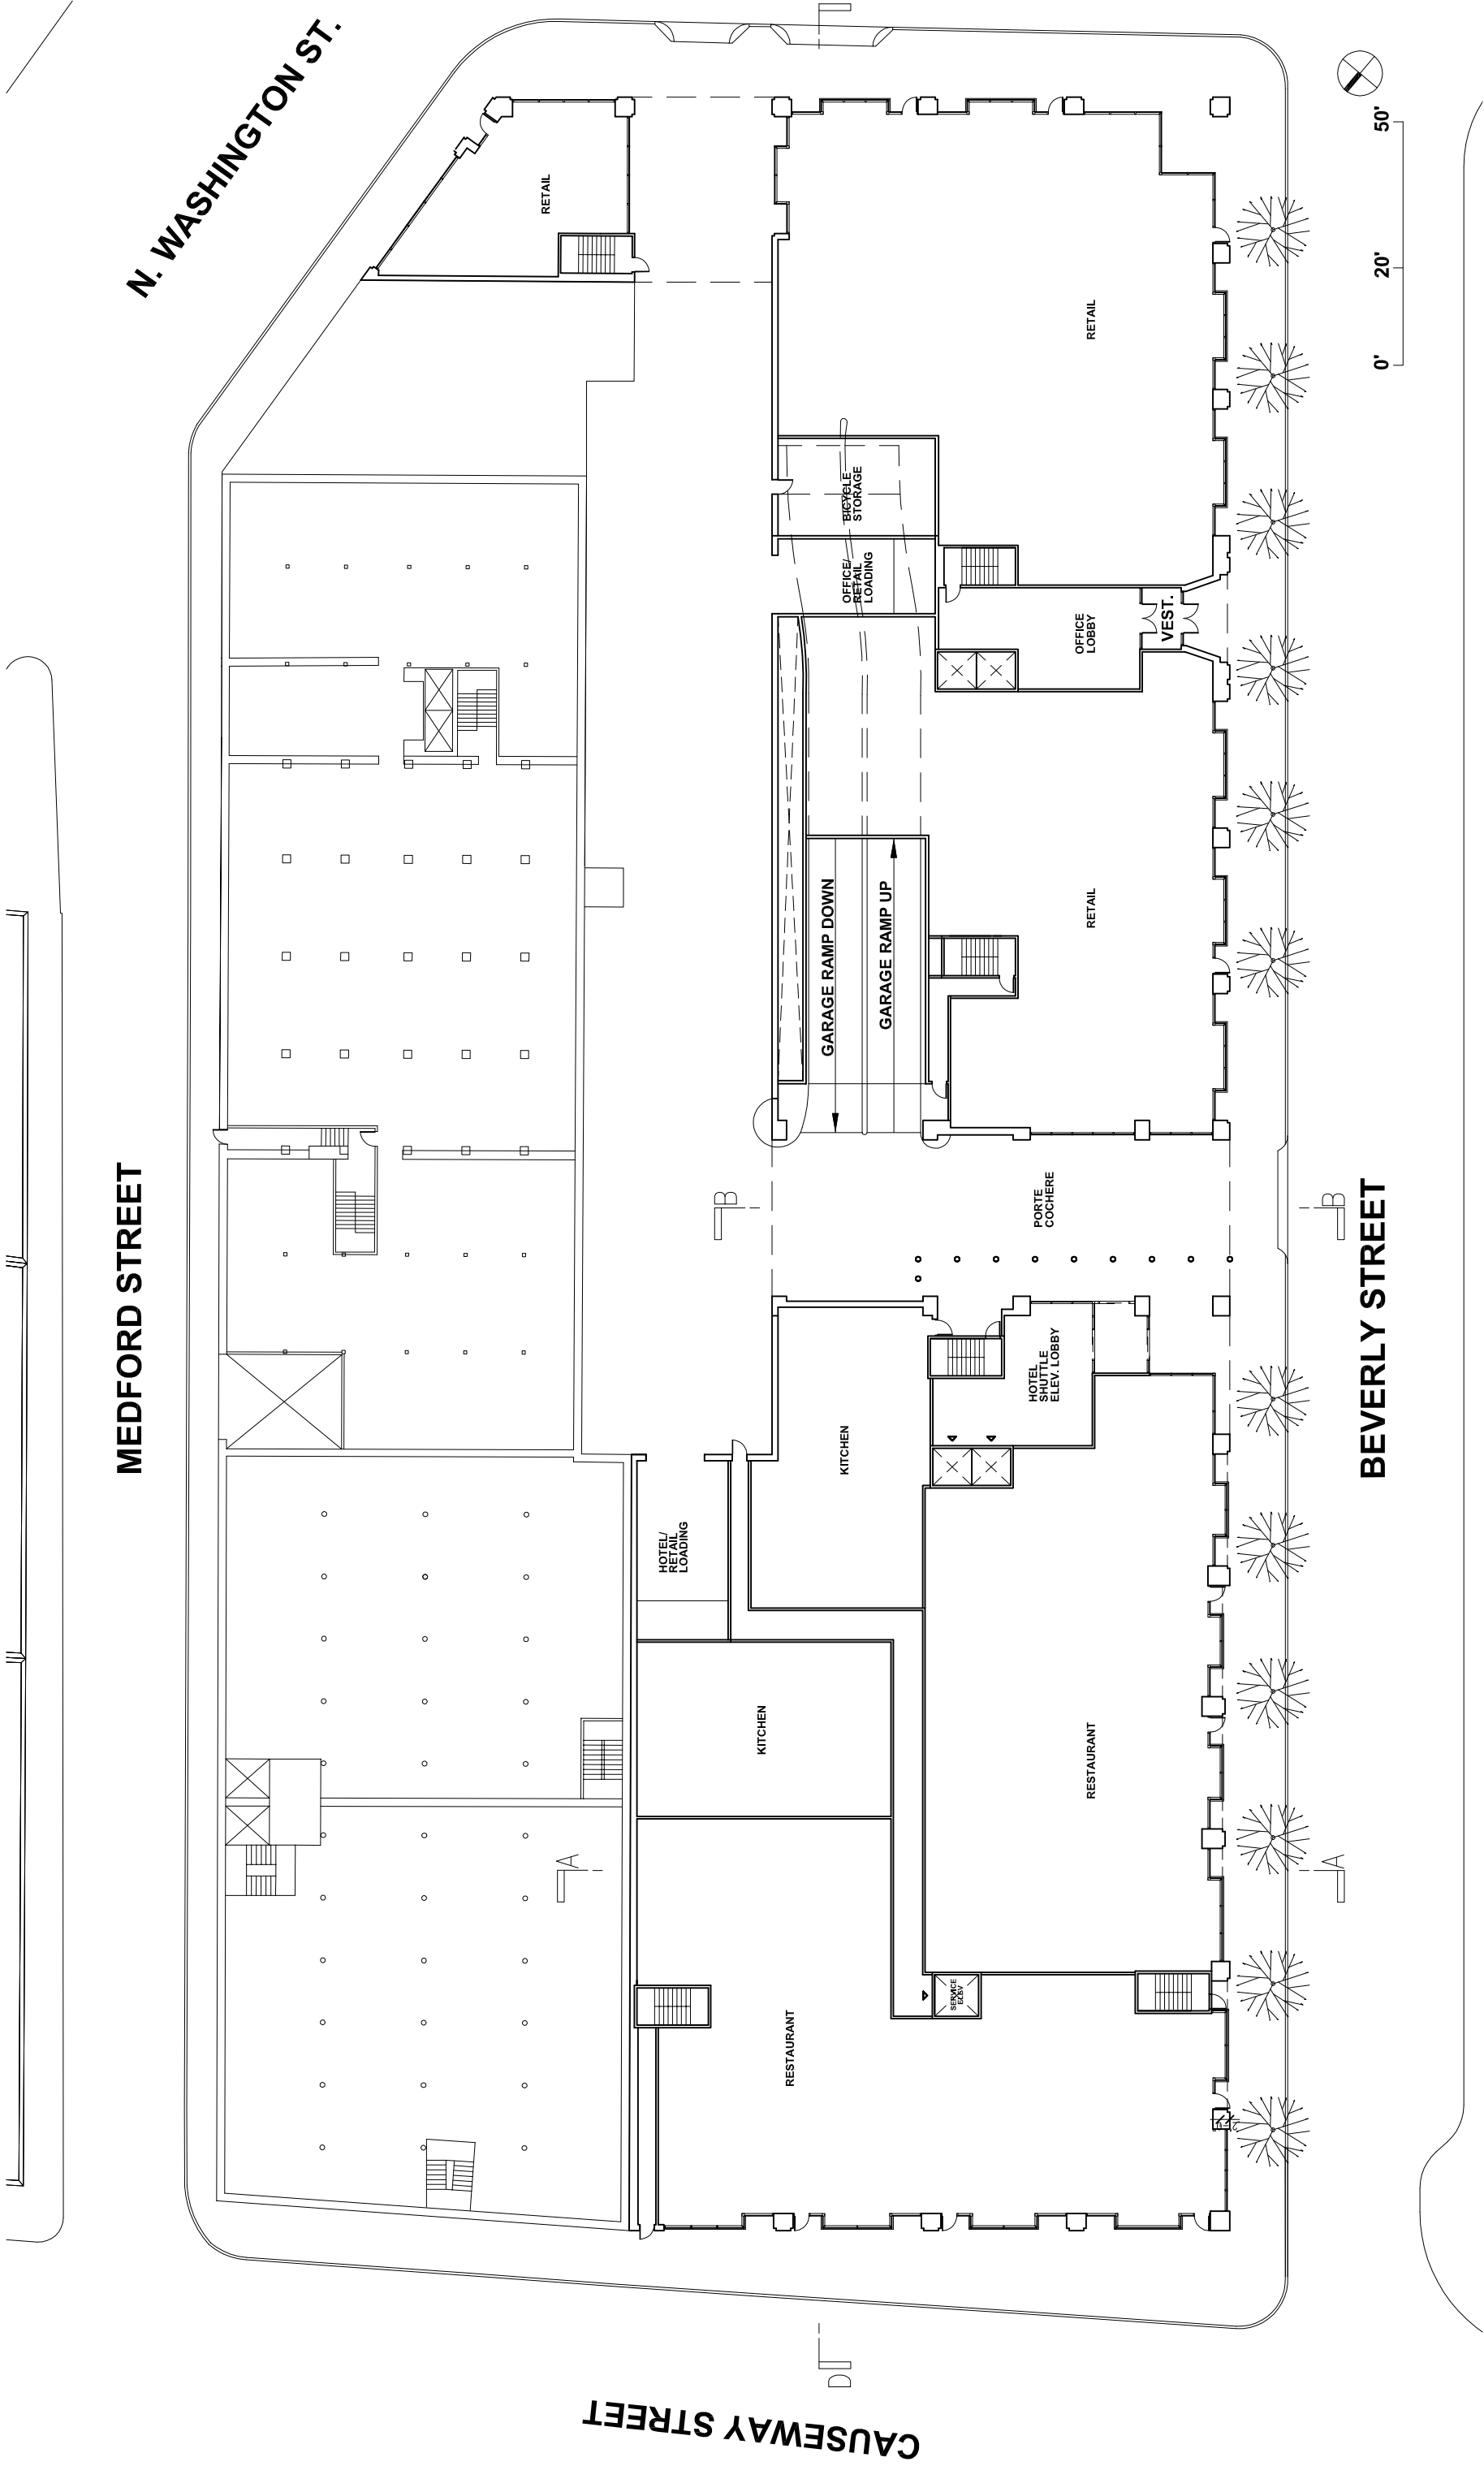 N. WASHINGTON ST.
RETAIL
50'
20'
0'
RETAIL
BICYCLE
STORAGE
OFFICE/
RETAIL
LOADING
OFFICE
LOBBY
VEST.
GARAGE RAMP DOWN
GARAGE RAMP UP
RETAIL
MEDFORD STREET
B
PORTE
COCHERE
B
BEVERLY STREET
HOTEL
SHUTTLE
ELEV. LOBBY
KITCHEN
HOTEL/
RETAIL
LOADING
KITCHEN
RESTAURANT
A
A
SERVICE
ELEV
RESTAURANT
D
CAUSEWAY STREET